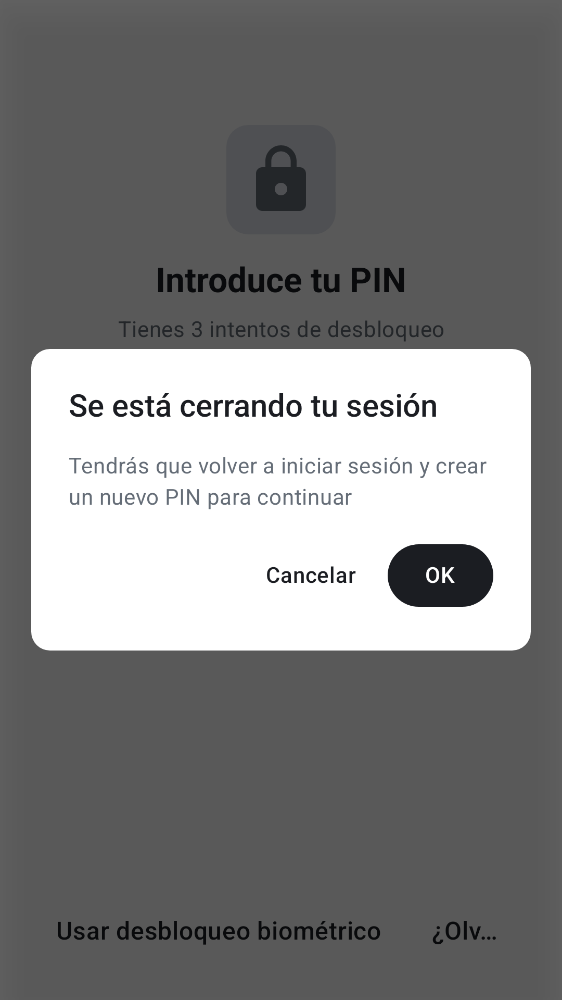 Introduce tu PIN
Tienes 3 intentos de desbloqueo
Se está cerrando tu sesión
Tendrás que volver a iniciar sesión y crear
un nuevo PIN para continuar
Cancelar
OK
Usar desbloqueo biométrico
¿Olv...